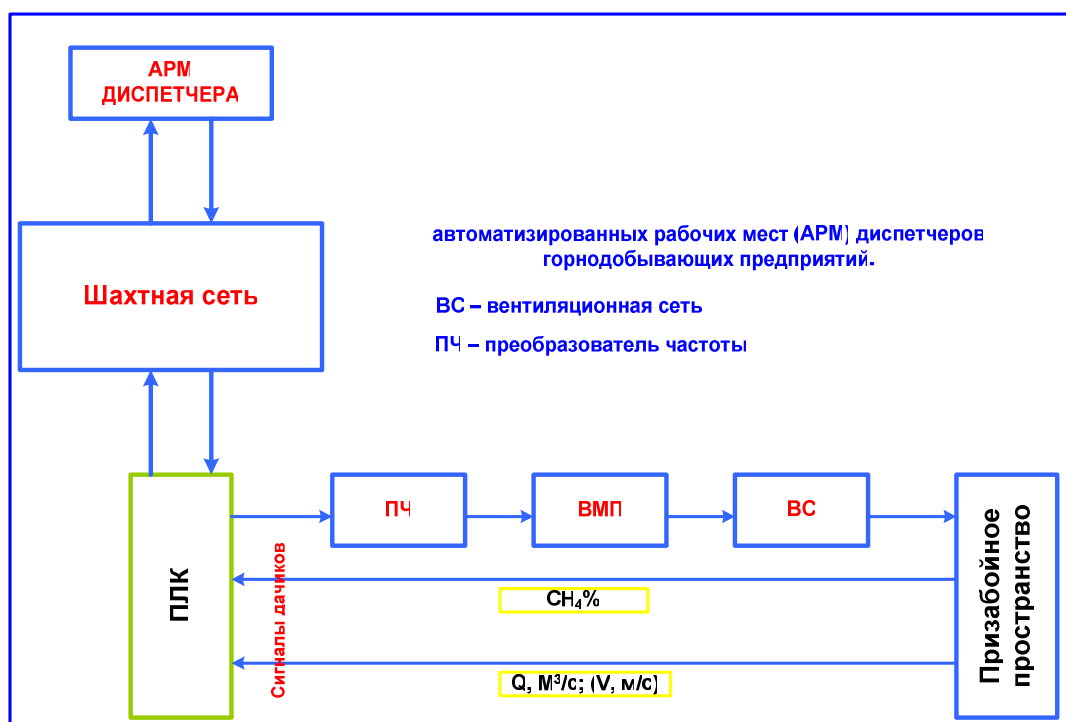 АРМ
ДИСПЕТЧЕРА
Шахтная сеть
автоматизированных рабочих мест (АРМ) диспетчеров
горнодобывающих предприятий.
ВС – вентиляционная сеть
ПЧ – преобразователь частоты
ПЛК
Сигналы дачиков
ПЧ
ВМП
ВС
Призабойное
пространство
CH₄%
Q, М³/с; (V, м/с)